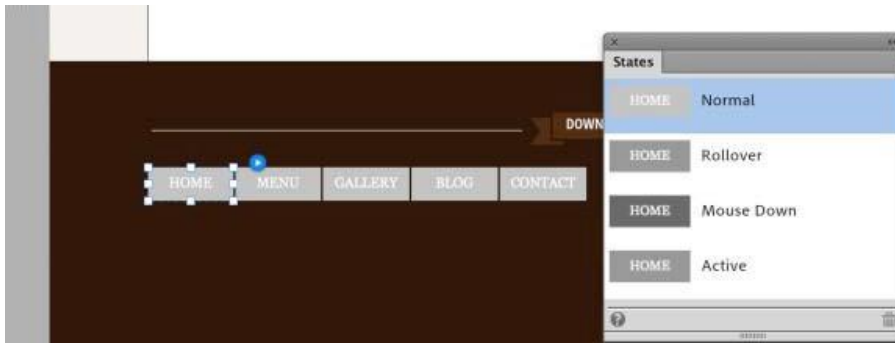 States
HOME Normal
DOWN
HOME Rollover
HOME MENU GALLERY BLOG CONTACT
HOME Mouse Down
HOME Active